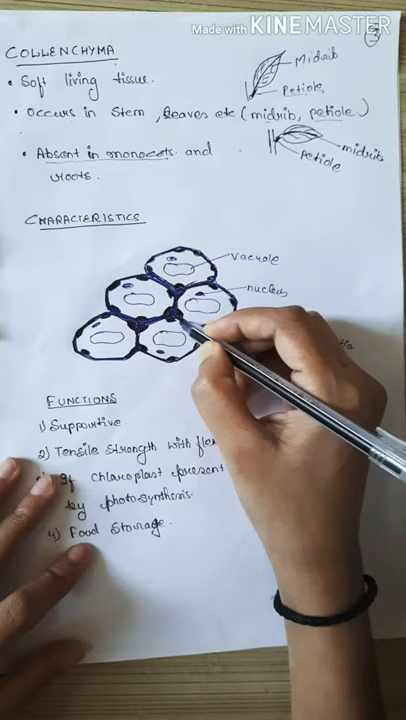 Made with KINEMASTER
3
COLLENCHYMA
Midrib
• Soft living tissue.
Petiole
• Occurs in Stem, leaves etc (midrib, petiole)
• Absent in monocots and
midrib
Petiole
roots.
CHARACTERISTICS
Vacuole
nucleus
FUNCTIONS
1) Supportive.
2) Tensile strength with
If Chloroplast present
by photosynthesis.
4) Food Storage.